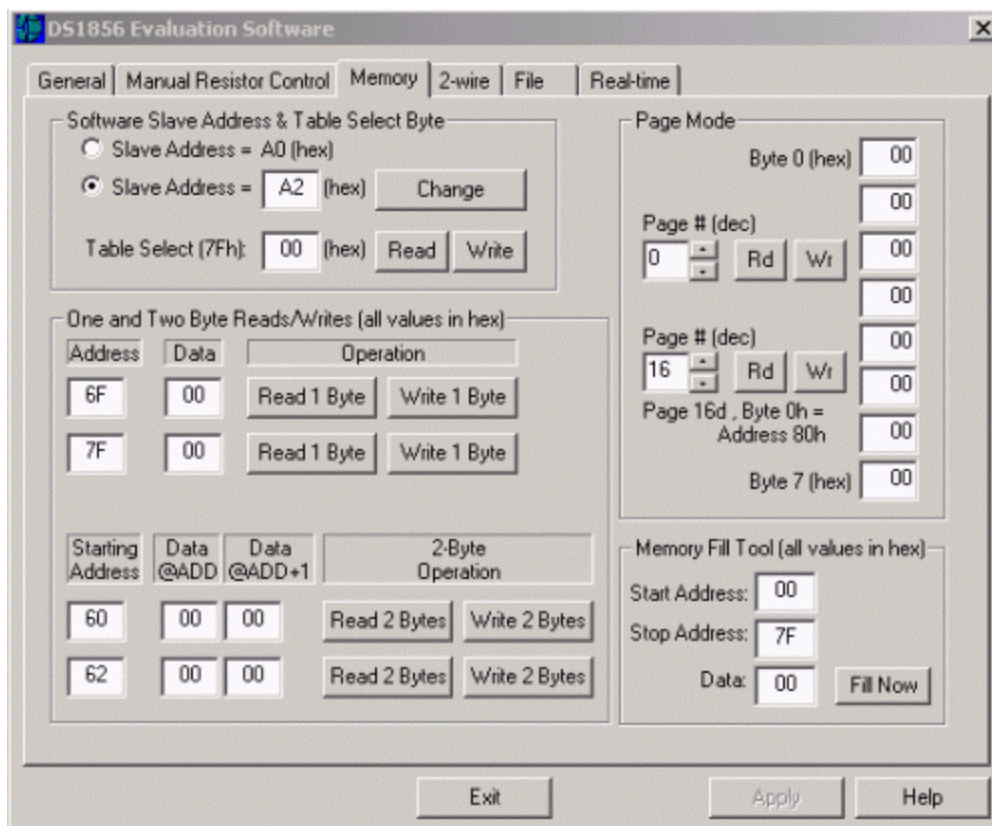 DS1856 Evaluation Software
General Manual Resistor Control Memory 2-wire File Real-time
Software Slave Address & Table Select Byte
Slave Address = A0 (hex)
Slave Address = A2 (hex) Change
Table Select (7Fh): 00 (hex) Read Write
One and Two Byte Reads/Writes (all values in hex)
Address Data Operation
6F 00 Read 1 Byte Write 1 Byte
7F 00 Read 1 Byte Write 1 Byte
Starting Data Data 2-Byte
Address @ADD @ADD+1 Operation
60 00 00 Read 2 Bytes Write 2 Bytes
62 00 00 Read 2 Bytes Write 2 Bytes
Page Mode
Byte 0 (hex) 00
00
Page # (dec)
0 Rd Wr 00
00
Page # (dec) 00
16 Rd Wr 00
Page 16d , Byte 0h =
Address 80h 00
Byte 7 (hex) 00
Memory Fill Tool (all values in hex)
Start Address: 00
Stop Address: 7F
Data: 00 Fill Now
Exit Apply Help